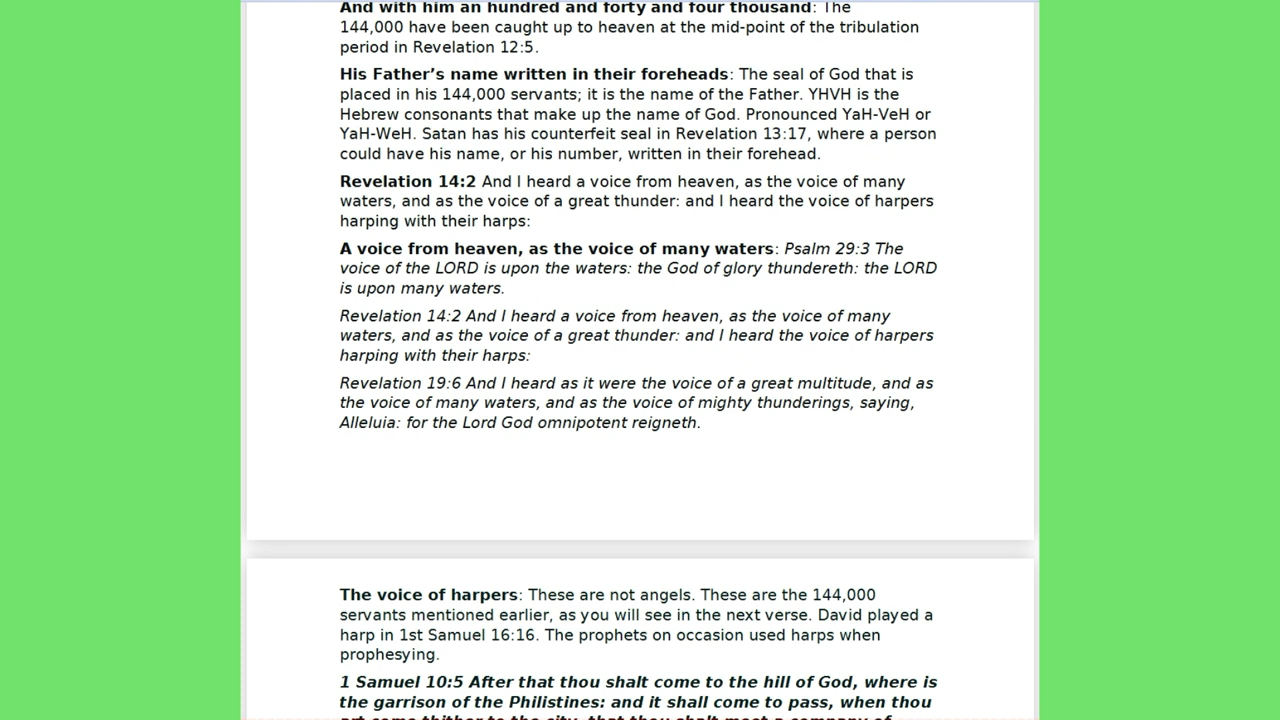 And with him an hundred and forty and four thousand: The
144,000 have been caught up to heaven at the mid-point of the tribulation
period in Revelation 12:5.
His Father’s name written in their foreheads: The seal of God that is
placed in his 144,000 servants; it is the name of the Father. YHVH is the
Hebrew consonants that make up the name of God. Pronounced YaH-VeH or
YaH-WeH. Satan has his counterfeit seal in Revelation 13:17, where a person
could have his name, or his number, written in their forehead.
Revelation 14:2 And I heard a voice from heaven, as the voice of many
waters, and as the voice of a great thunder: and I heard the voice of harpers
harping with their harps:
A voice from heaven, as the voice of many waters: Psalm 29:3 The
voice of the LORD is upon the waters: the God of glory thundereth: the LORD
is upon many waters.
Revelation 14:2 And I heard a voice from heaven, as the voice of many
waters, and as the voice of a great thunder: and I heard the voice of harpers
harping with their harps:
Revelation 19:6 And I heard as it were the voice of a great multitude, and as
the voice of many waters, and as the voice of mighty thunderings, saying,
Alleluia: for the Lord God omnipotent reigneth.
The voice of harpers: These are not angels. These are the 144,000
servants mentioned earlier, as you will see in the next verse. David played a
harp in 1st Samuel 16:16. The prophets on occasion used harps when
prophesying.
1 Samuel 10:5 After that thou shalt come to the hill of God, where is
the garrison of the Philistines: and it shall come to pass, when thou
art come thither to the city, that thou shalt meet a company of